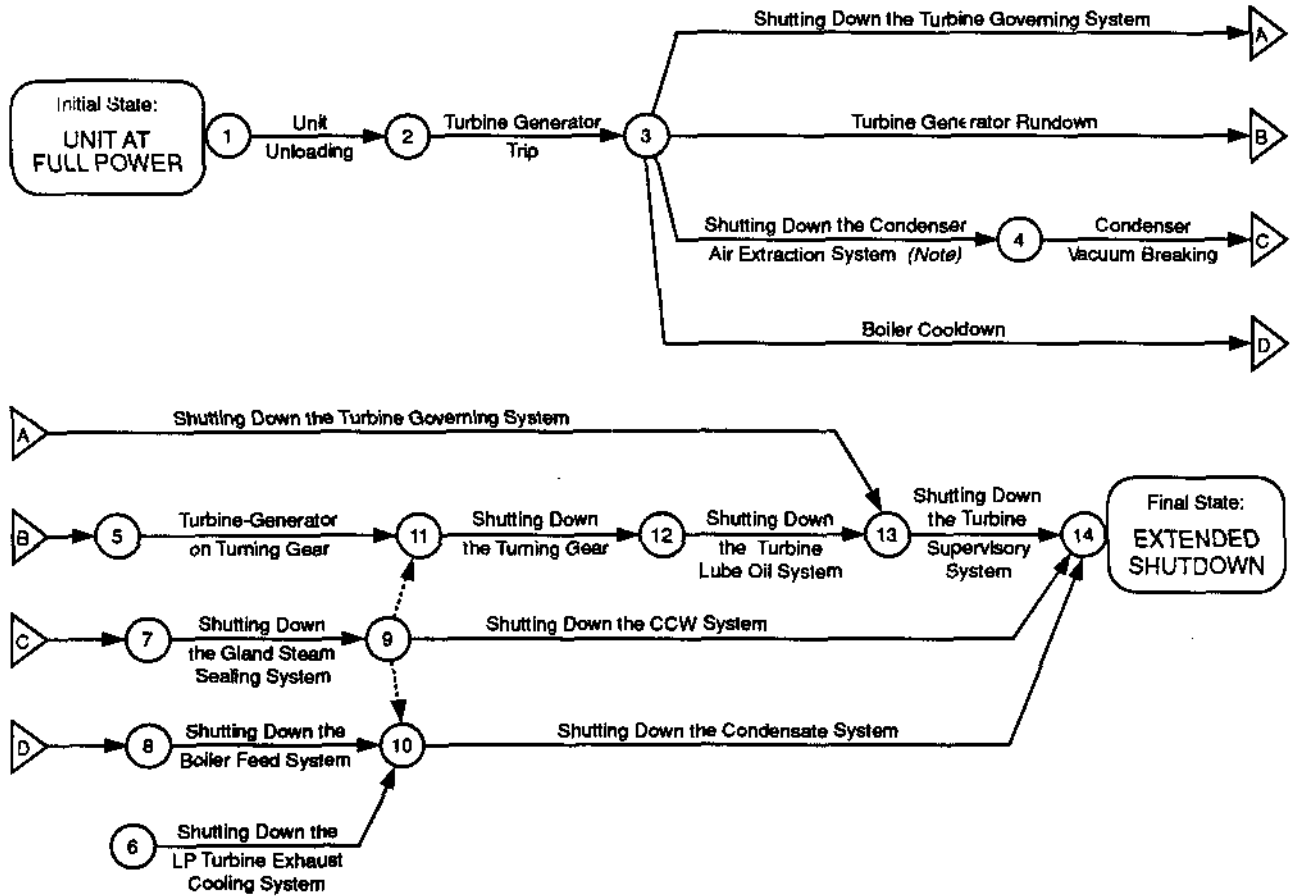 Shutting Down the Turbine Governing System
A
Initial State:
UNIT AT
FULL POWER
1
Unit
Unloading
2
Turbine Generator
Trip
3
Turbine Generator Rundown
B
Shutting Down the Condenser
Air Extraction System (Note)
4
Condenser
Vacuum Breaking
C
Boiler Cooldown
D
A
Shutting Down the Turbine Governing System
B
5
Turbine-Generator
on Turning Gear
11
Shutting Down
the Turning Gear
12
Shutting Down
the Turbine
Lube Oil System
13
Shutting Down
the Turbine
Supervisory
System
14
Final State:
EXTENDED
SHUTDOWN
C
7
Shutting Down
the Gland Steam
Sealing System
9
Shutting Down the CCW System
D
8
Shutting Down the
Boiler Feed System
10
Shutting Down the Condensate System
6
Shutting Down the
LP Turbine Exhaust
Cooling System